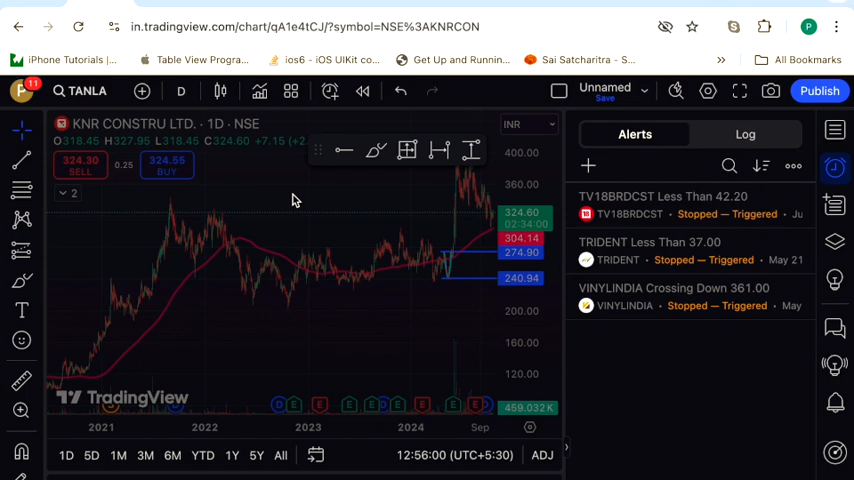 in.tradingview.com/chart/qA1e4tCJ/?symbol=NSE%3AKNRCON
P
iPhone Tutorials |...
Table View Progra...
ios6 - iOS UIKit co...
Get Up and Runnin...
Sai Satcharitra - S...
»
All Bookmarks
P 11
TANLA
D
Unnamed
Save
Publish
KNR CONSTRU LTD. · 1D · NSE
O318.45 H327.95 L318.45 C324.60 +7.15 (+2.
324.30
SELL
0.25
324.55
BUY
2
INR
400.00
360.00
324.60
02:34:00
304.14
274.90
240.94
200.00
160.00
120.00
459.032K
TradingView
D E E E E D E E E D
2021 2022 2023 2024 Sep
1D 5D 1M 3M 6M YTD 1Y 5Y All
12:56:00 (UTC+5:30) ADJ
Alerts
Log
TV18BRDCST Less Than 42.20
TV18BRDCST • Stopped — Triggered • Ju
TRIDENT Less Than 37.00
TRIDENT • Stopped — Triggered • May 21
VINYLINDIA Crossing Down 361.00
VINYLINDIA • Stopped — Triggered • May